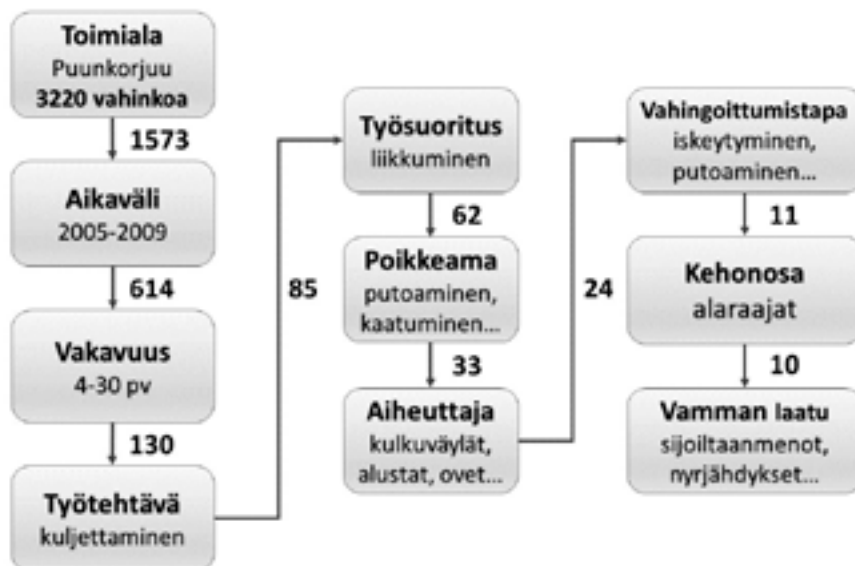 Toimiala
Puunkorjuu
3220 vahinkoa
1573
Aikaväli
2005-2009
614
Vakavuus
4-30 pv
130
Työtehtävä
kuljettaminen
85
Työsuoritus
liikkuminen
62
Poikkeama
putoaminen,
kaatuminen...
33
Aiheuttaja
kulkuväylät,
alustat, ovet...
24
Vahingoittumistapa
iskeytyminen,
putoaminen...
11
Kehonosa
alaraajat
10
Vamman laatu
sijoiltaanmenot,
nyrjähdykset...